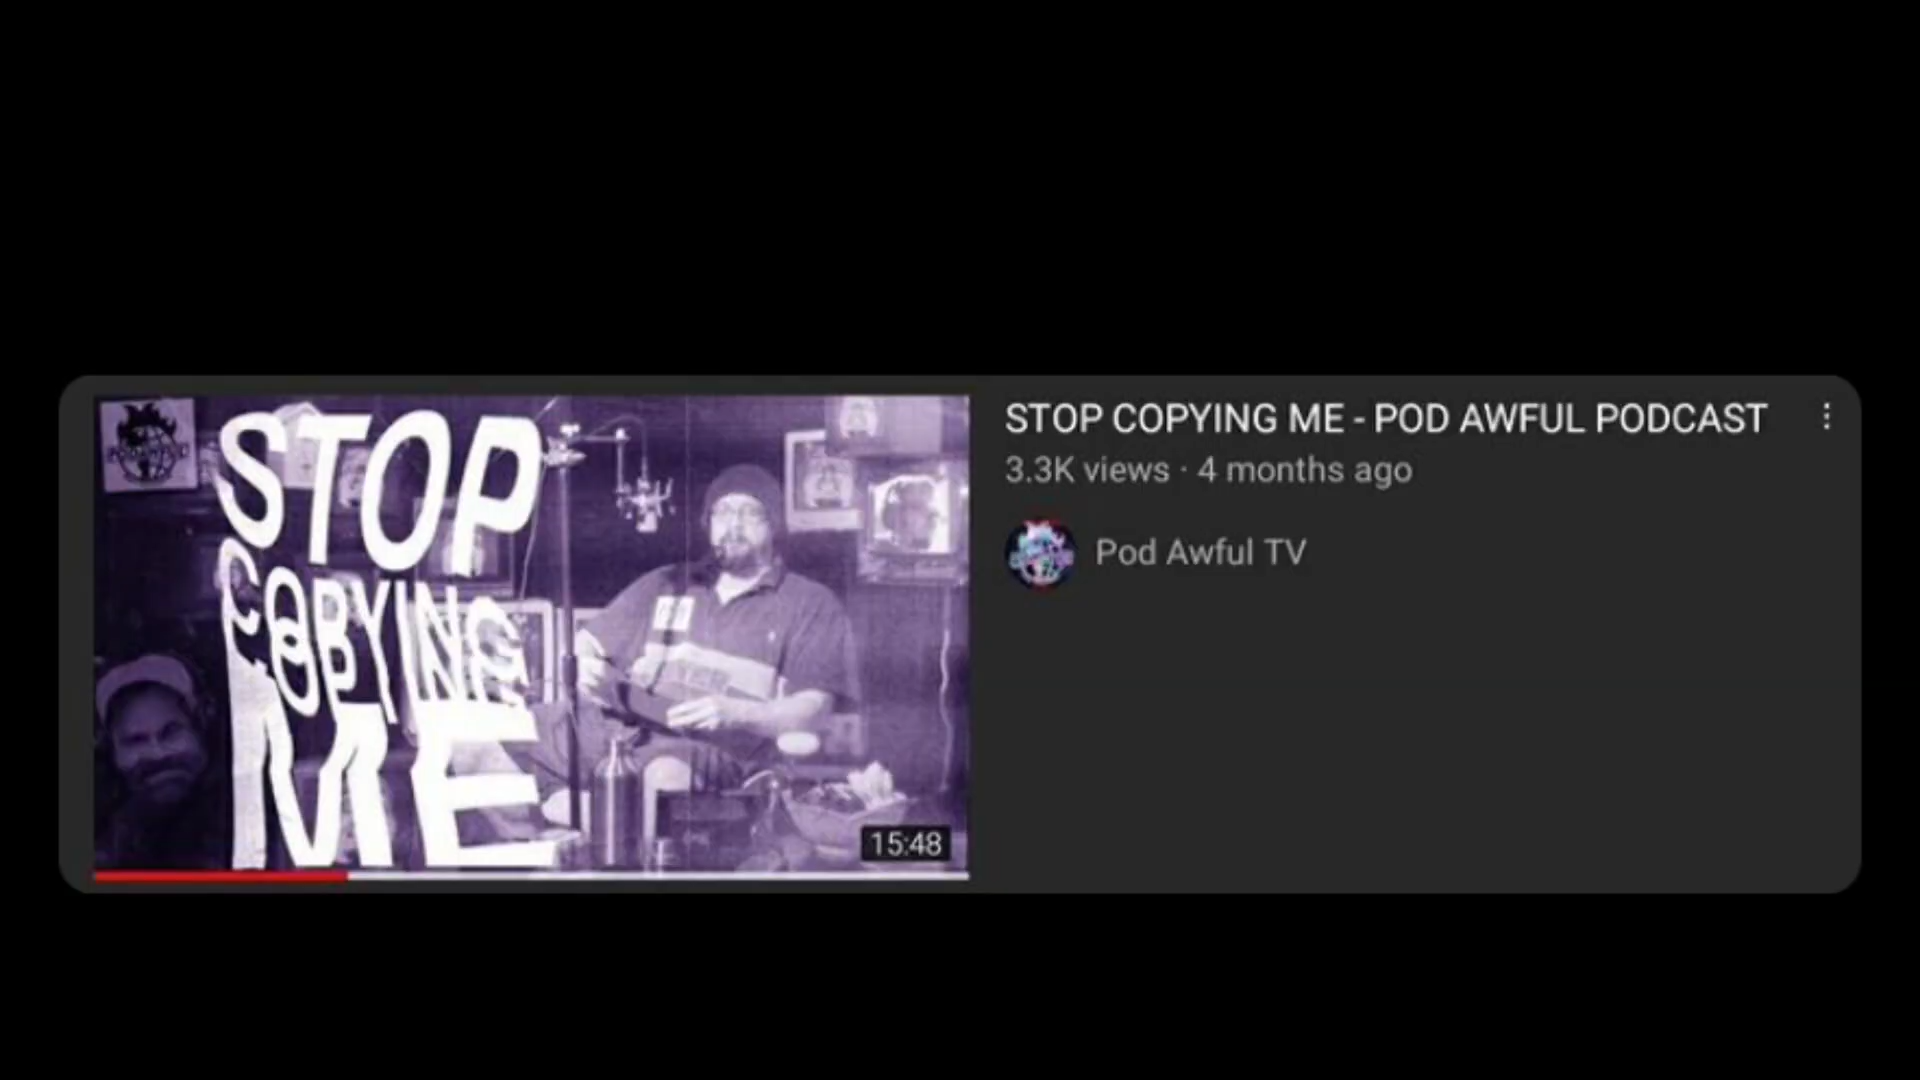 STOP
COPYING
ME
15:48
STOP COPYING ME - POD AWFUL PODCAST
3.3K views · 4 months ago
Pod Awful TV